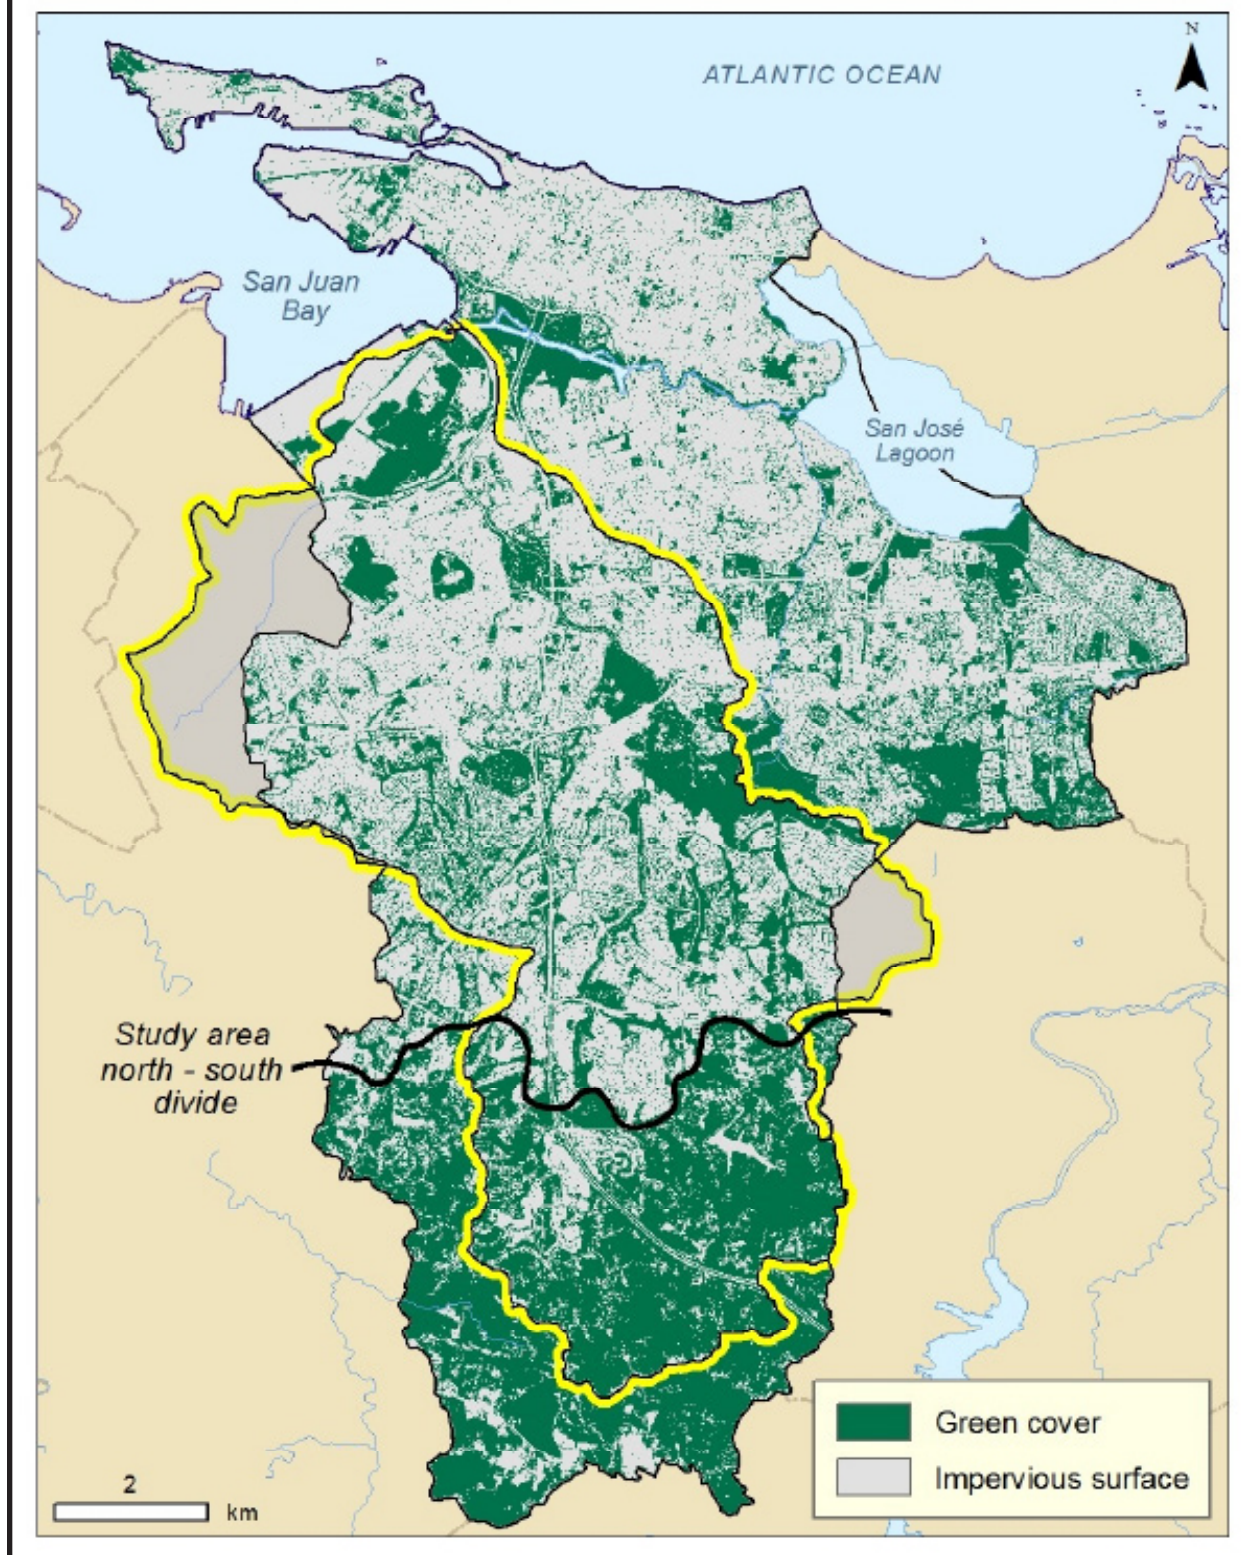 N
ATLANTIC OCEAN
San Juan
Bay
San José
Lagoon
Study area
north - south
divide
Green cover
Impervious surface
2
km